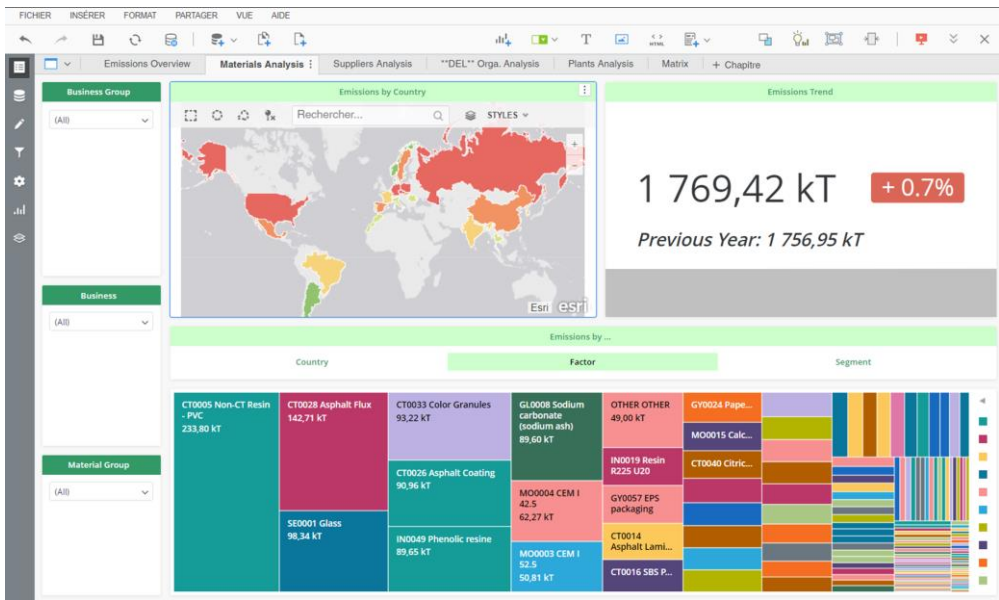 FICHIER INSÉRER FORMAT PARTAGER VUE AIDE
Emissions Overview Materials Analysis Suppliers Analysis **DEL** Orga. Analysis Plants Analysis Matrix + Chapitre
Business Group
(All)
Business
(All)
Material Group
(All)
Emissions by Country
Rechercher...
STYLES
+
−
Esri esri
Emissions Trend
1 769,42 kT + 0.7%
Previous Year: 1 756,95 kT
Emissions by ...
Country Factor Segment
CT0005 Non-CT Resin
- PVC
233,80 kT
CT0028 Asphalt Flux
142,71 kT
SE0001 Glass
98,34 kT
CT0033 Color Granules
93,22 kT
CT0026 Asphalt Coating
90,96 kT
IN0049 Phenolic resine
89,65 kT
GL0008 Sodium
carbonate
(sodium ash)
89,60 kT
MO0004 CEM I
42.5
62,27 kT
MO0003 CEM I
52.5
50,81 kT
OTHER OTHER
49,00 kT
IN0019 Resin
R225 U20
GY0057 EPS
packaging
CT0014
Asphalt Lami...
CT0016 SBS P...
GY0024 Pape...
MO0015 Calc...
CT0040 Citric...